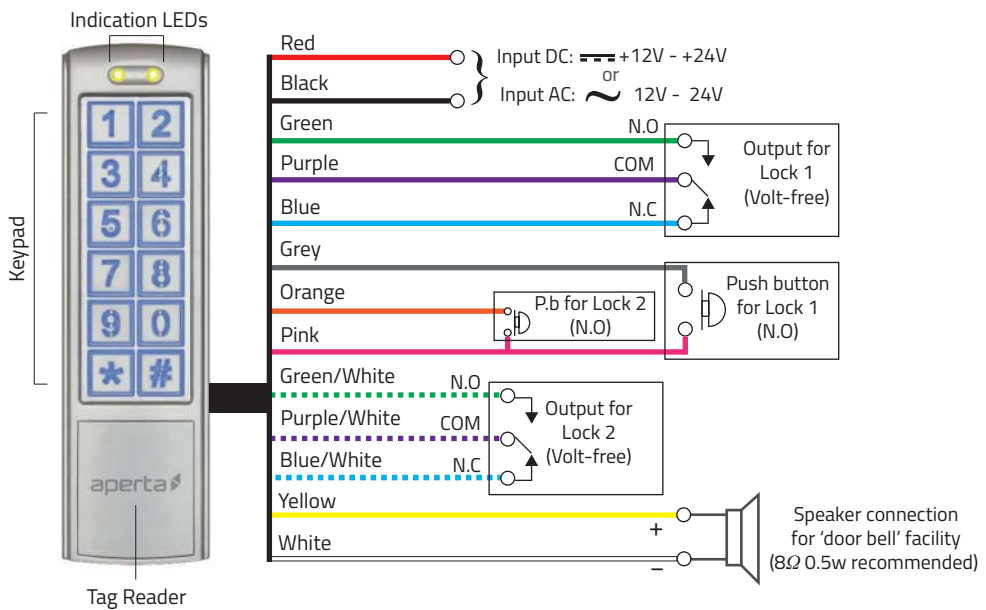 Indication LEDs
Keypad
1 2
3 4
5 6
7 8
9 0
* #
aperta
Tag Reader
Red
Input DC: +12V - +24V
or
Black
Input AC: 12V - 24V
Green
N.O
Purple
COM
Blue
N.C
Output for
Lock 1
(Volt-free)
Grey
Orange
Pink
P.b for Lock 2
(N.O)
Push button
for Lock 1
(N.O)
Green/White
N.O
Purple/White
COM
Blue/White
N.C
Output for
Lock 2
(Volt-free)
Yellow
+
White
–
Speaker connection
for ‘door bell’ facility
(8Ω 0.5w recommended)